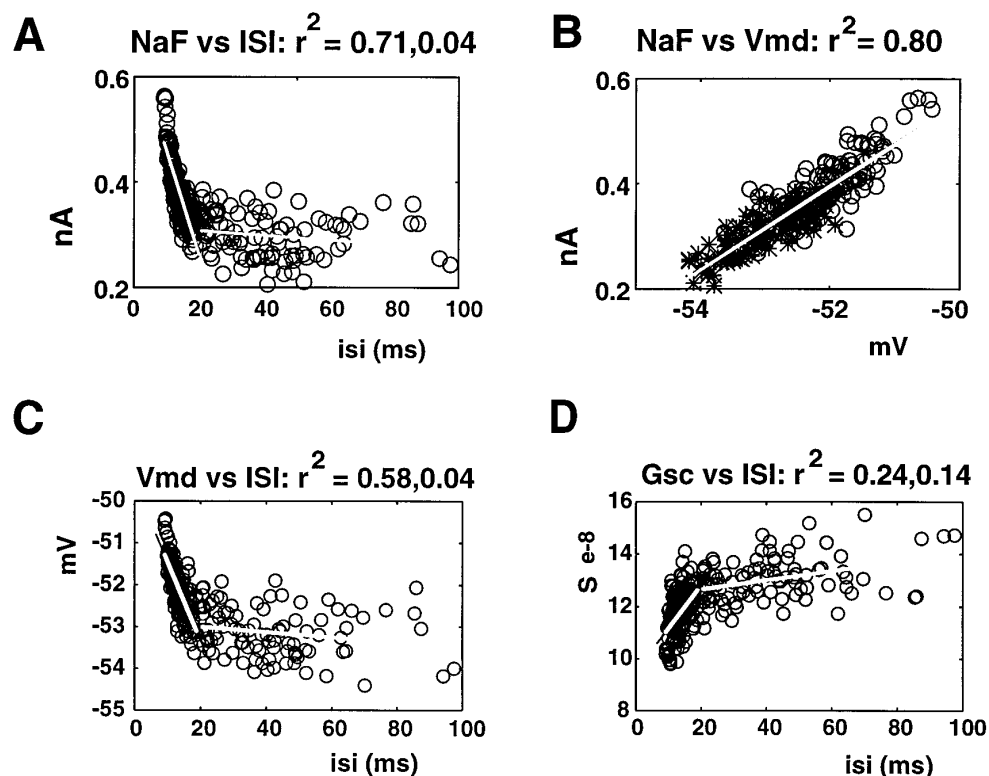 A
NaF vs ISI: r2 = 0.71,0.04
0.6
0.4
0.2
nA
0 20 40 60 80 100
isi (ms)
B
NaF vs Vmd: r2= 0.80
0.6
0.4
0.2
nA
-54 -52 -50
mV
C
Vmd vs ISI: r2 = 0.58,0.04
-50
-51
-52
-53
-54
-55
mV
0 20 40 60 80 100
isi (ms)
D
Gsc vs ISI: r2 = 0.24,0.14
16
14
12
10
8
S e-8
0 20 40 60 80 100
isi (ms)